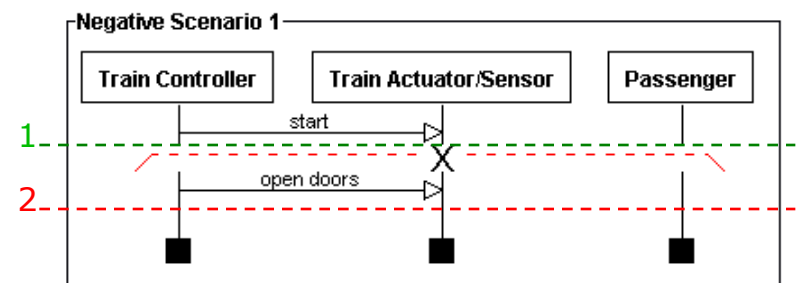 Negative Scenario 1
Train Controller Train Actuator/Sensor Passenger
start
1
X
open doors
2